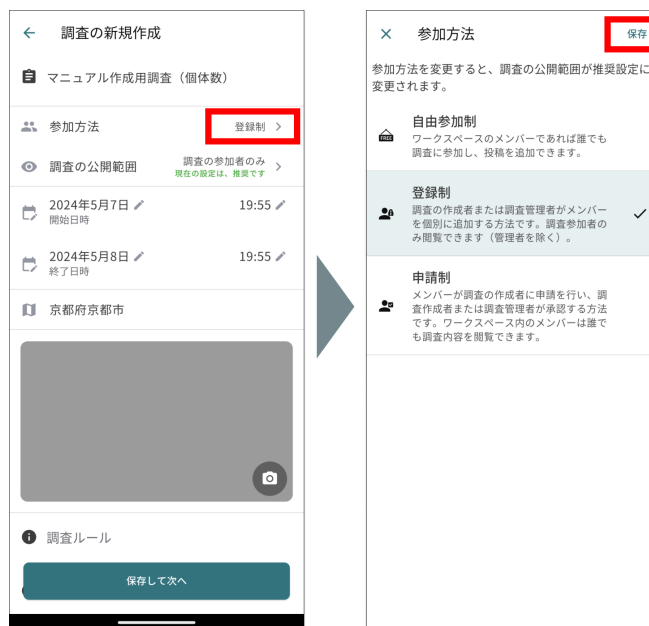 調査の新規作成
マニュアル作成用調査（個体数）
参加方法
登録制
調査の公開範囲
調査の参加者のみ
現在の設定は、推奨です
2024年5月7日
19:55
開始日時
2024年5月8日
19:55
終了日時
京都府京都市
調査ルール
保存して次へ
参加方法
保存
参加方法を変更すると、調査の公開範囲が推奨設定に
変更されます。
FREE
自由参加制
ワークスペースのメンバーであれば誰でも
調査に参加し、投稿を追加できます。
登録制
調査の作成者または調査管理者がメンバー
を個別に追加する方法です。調査参加者の
み閲覧できます（管理者を除く）。
申請制
メンバーが調査の作成者に申請を行い、調
査作成者または調査管理者が承認する方法
です。ワークスペース内のメンバーは誰で
も調査内容を閲覧できます。